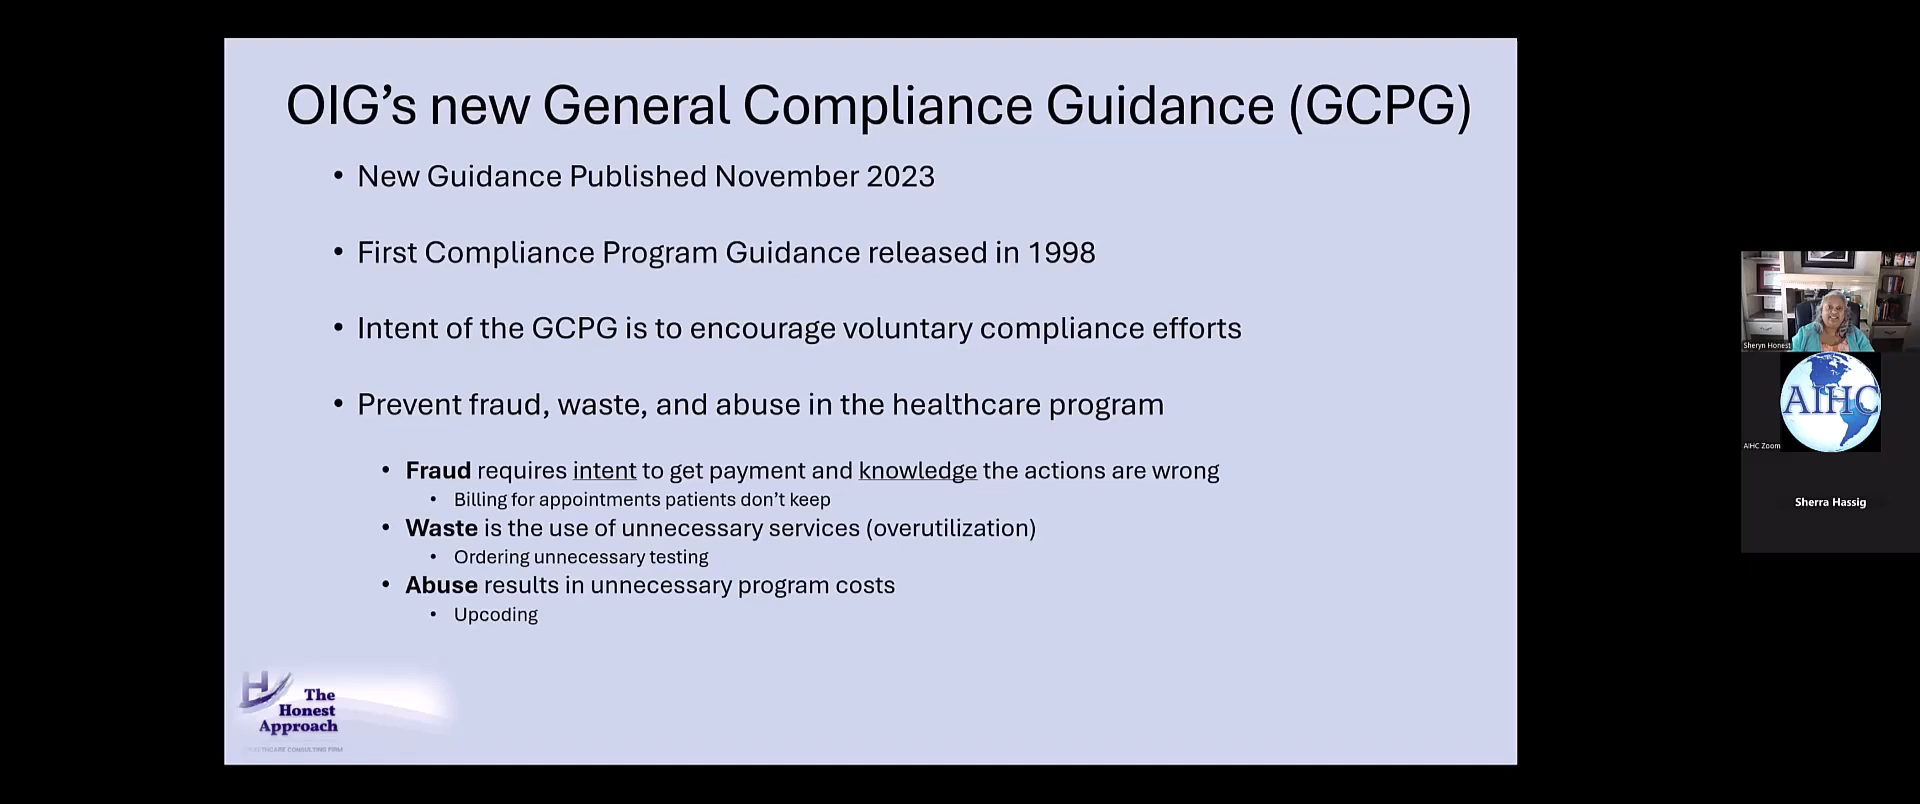 OIG's new General Compliance Guidance (GCPG)
• New Guidance Published November 2023
• First Compliance Program Guidance released in 1998
• Intent of the GCPG is to encourage voluntary compliance efforts
• Prevent fraud, waste, and abuse in the healthcare program
• Fraud requires intent to get payment and knowledge the actions are wrong
• Billing for appointments patients don't keep
• Waste is the use of unnecessary services (overutilization)
• Ordering unnecessary testing
• Abuse results in unnecessary program costs
• Upcoding
H
The
Honest
Approach
HEALTHCARE CONSULTING FIRM
Sheryn Honest
AIHC
AIHC Zoom
Sherra Hassig